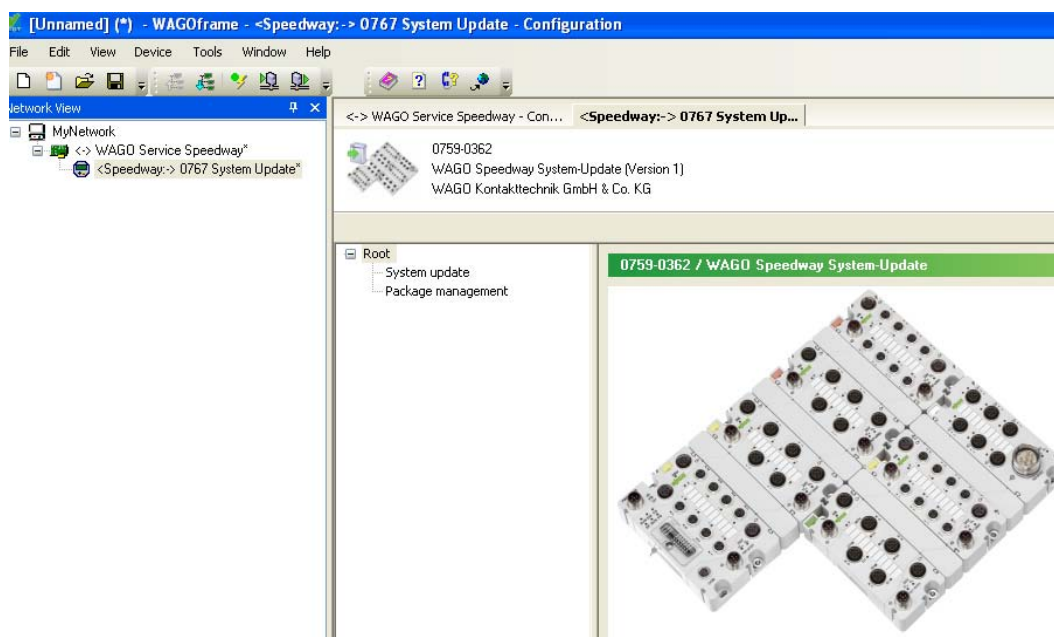 [Unnamed] (*) - WAGOframe - <Speedway:-> 0767 System Update - Configuration
File Edit View Device Tools Window Help
Network View
<-> WAGO Service Speedway - Con... <Speedway:-> 0767 System Up...
MyNetwork
<-> WAGO Service Speedway*
<Speedway:-> 0767 System Update*
0759-0362
WAGO Speedway System-Update (Version 1)
WAGO Kontakttechnik GmbH & Co. KG
Root
System update
Package management
0759-0362 / WAGO Speedway System-Update